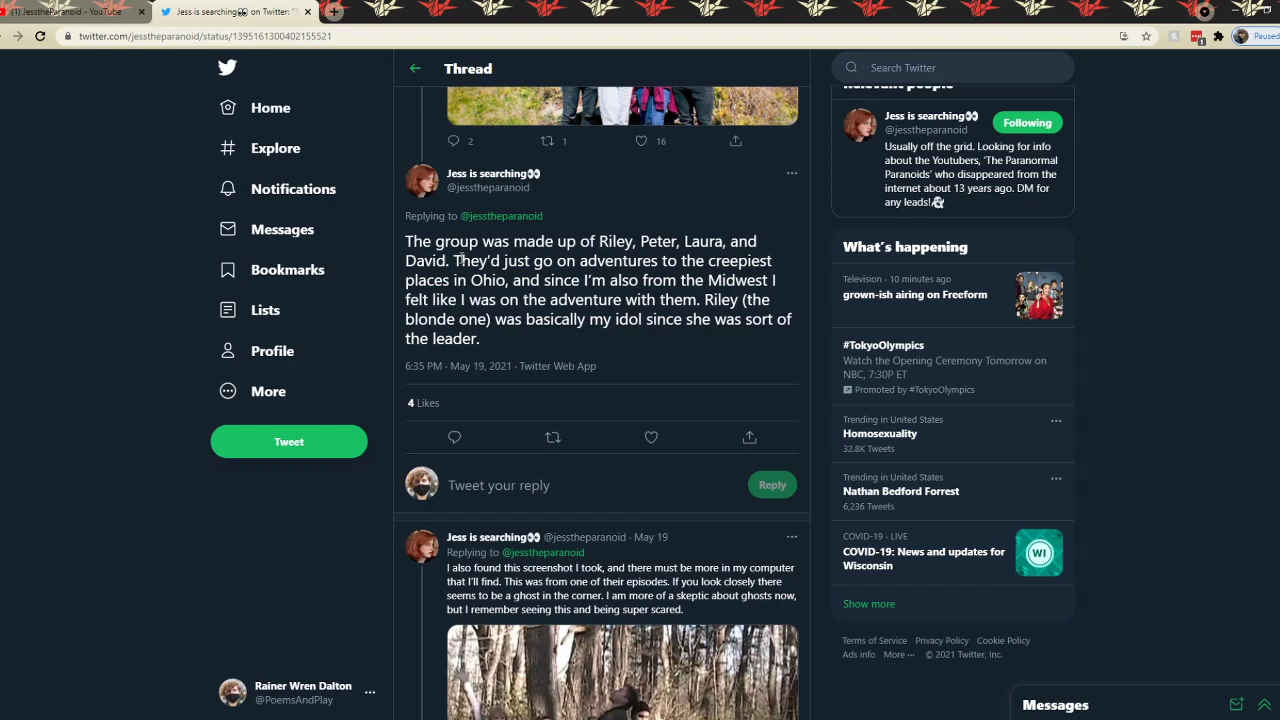 (1) JesstheParanoid - YouTube
Jess is searching👀 on Twitter: "T
twitter.com/jesstheparanoid/status/1395161300402155521
1
Paused
Home
Explore
Notifications
Messages
Bookmarks
Lists
Profile
More
Tweet
Rainer Wren Dalton
@PoemsAndPlay
Thread
2
1
16
Jess is searching👀
@jesstheparanoid
Replying to @jesstheparanoid
The group was made up of Riley, Peter, Laura, and
David. They'd just go on adventures to the creepiest
places in Ohio, and since I'm also from the Midwest I
felt like I was on the adventure with them. Riley (the
blonde one) was basically my idol since she was sort of
the leader.
6:35 PM · May 19, 2021 · Twitter Web App
4 Likes
Tweet your reply
Reply
Jess is searching👀 @jesstheparanoid · May 19
Replying to @jesstheparanoid
I also found this screenshot I took, and there must be more in my computer
that I'll find. This was from one of their episodes. If you look closely there
seems to be a ghost in the corner. I am more of a skeptic about ghosts now,
but I remember seeing this and being super scared.
Search Twitter
Relevant people
Jess is searching👀
@jesstheparanoid
Following
Usually off the grid. Looking for info
about the Youtubers, 'The Paranormal
Paranoids' who disappeared from the
internet about 13 years ago. DM for
any leads!👻
What's happening
Television · 10 minutes ago
grown-ish airing on Freeform
#TokyoOlympics
Watch the Opening Ceremony Tomorrow on
NBC, 7:30P ET
Promoted by #TokyoOlympics
Trending in United States
Homosexuality
32.8K Tweets
Trending in United States
Nathan Bedford Forrest
6,236 Tweets
COVID-19 · LIVE
COVID-19: News and updates for
Wisconsin
WI
Show more
Terms of Service Privacy Policy Cookie Policy
Ads info More ··· © 2021 Twitter, Inc.
Messages